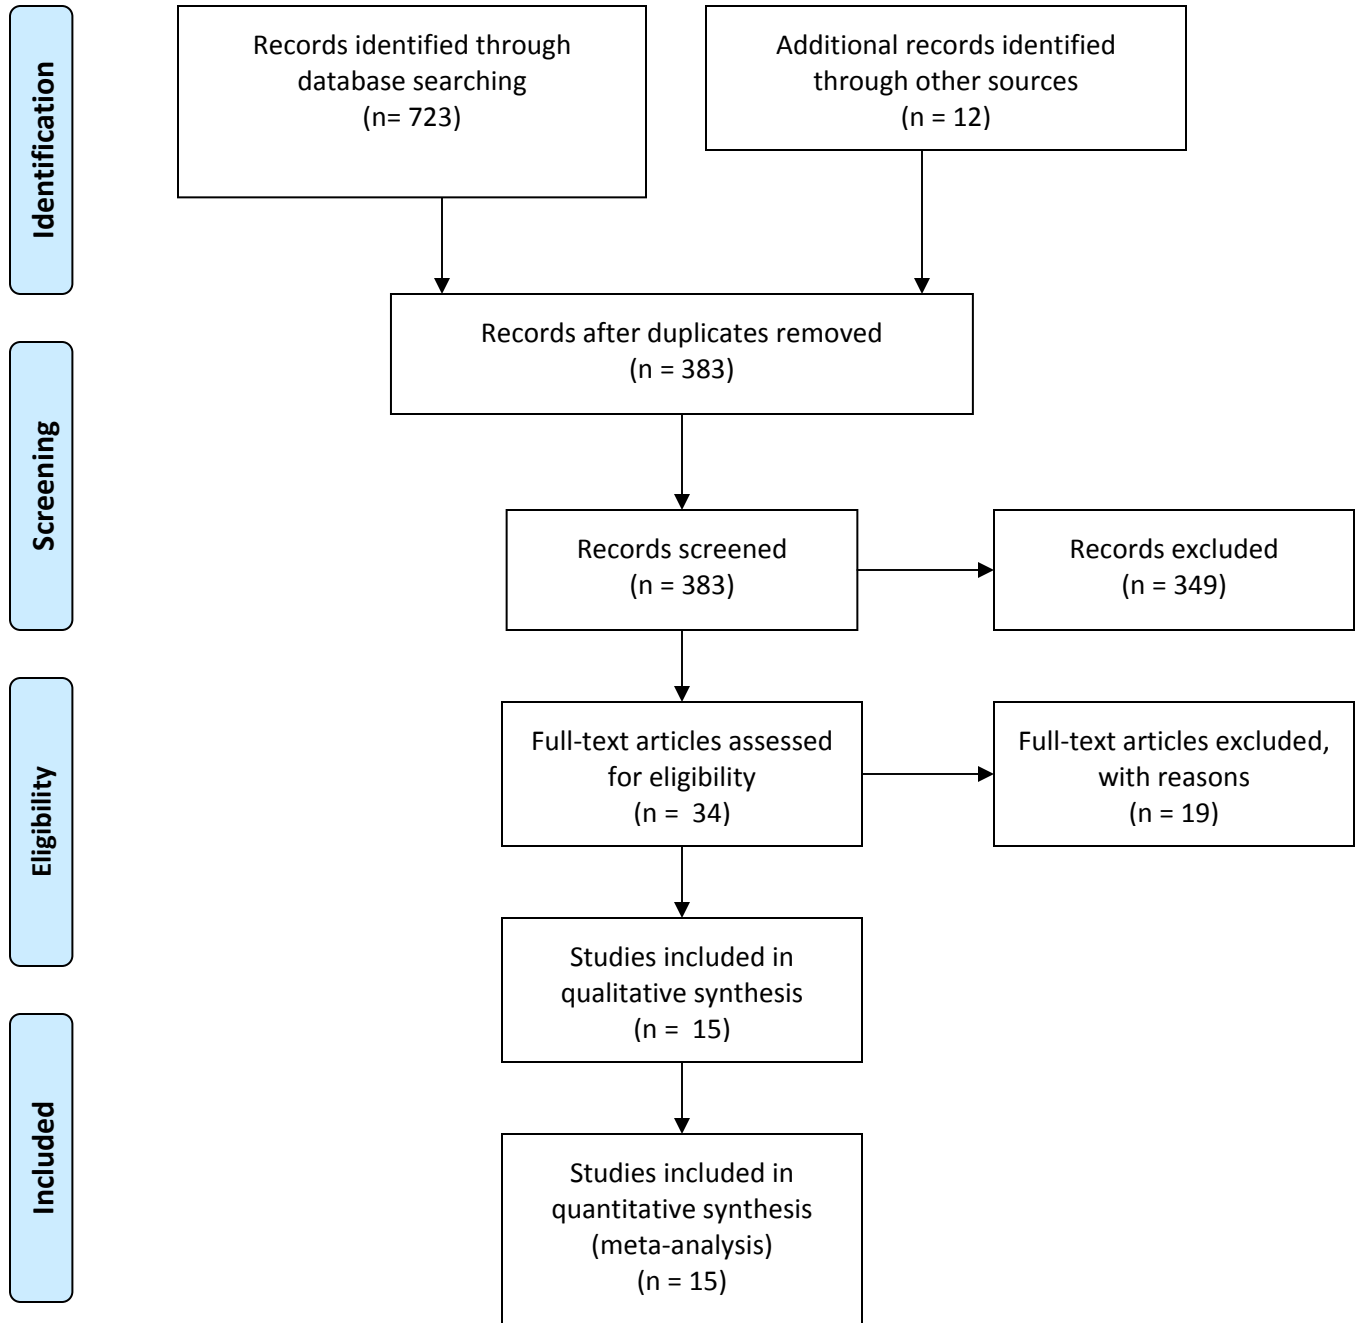 Identification
Records identified through
database searching
(n= 723)
Additional records identified
through other sources
(n = 12)
Records after duplicates removed
(n = 383)
Screening
Records screened
(n = 383)
Records excluded
(n = 349)
Eligibility
Full-text articles assessed
for eligibility
(n =  34)
Full-text articles excluded,
with reasons
(n = 19)
Studies included in
qualitative synthesis
(n =  15)
Included
Studies included in
quantitative synthesis
(meta-analysis)
(n = 15)